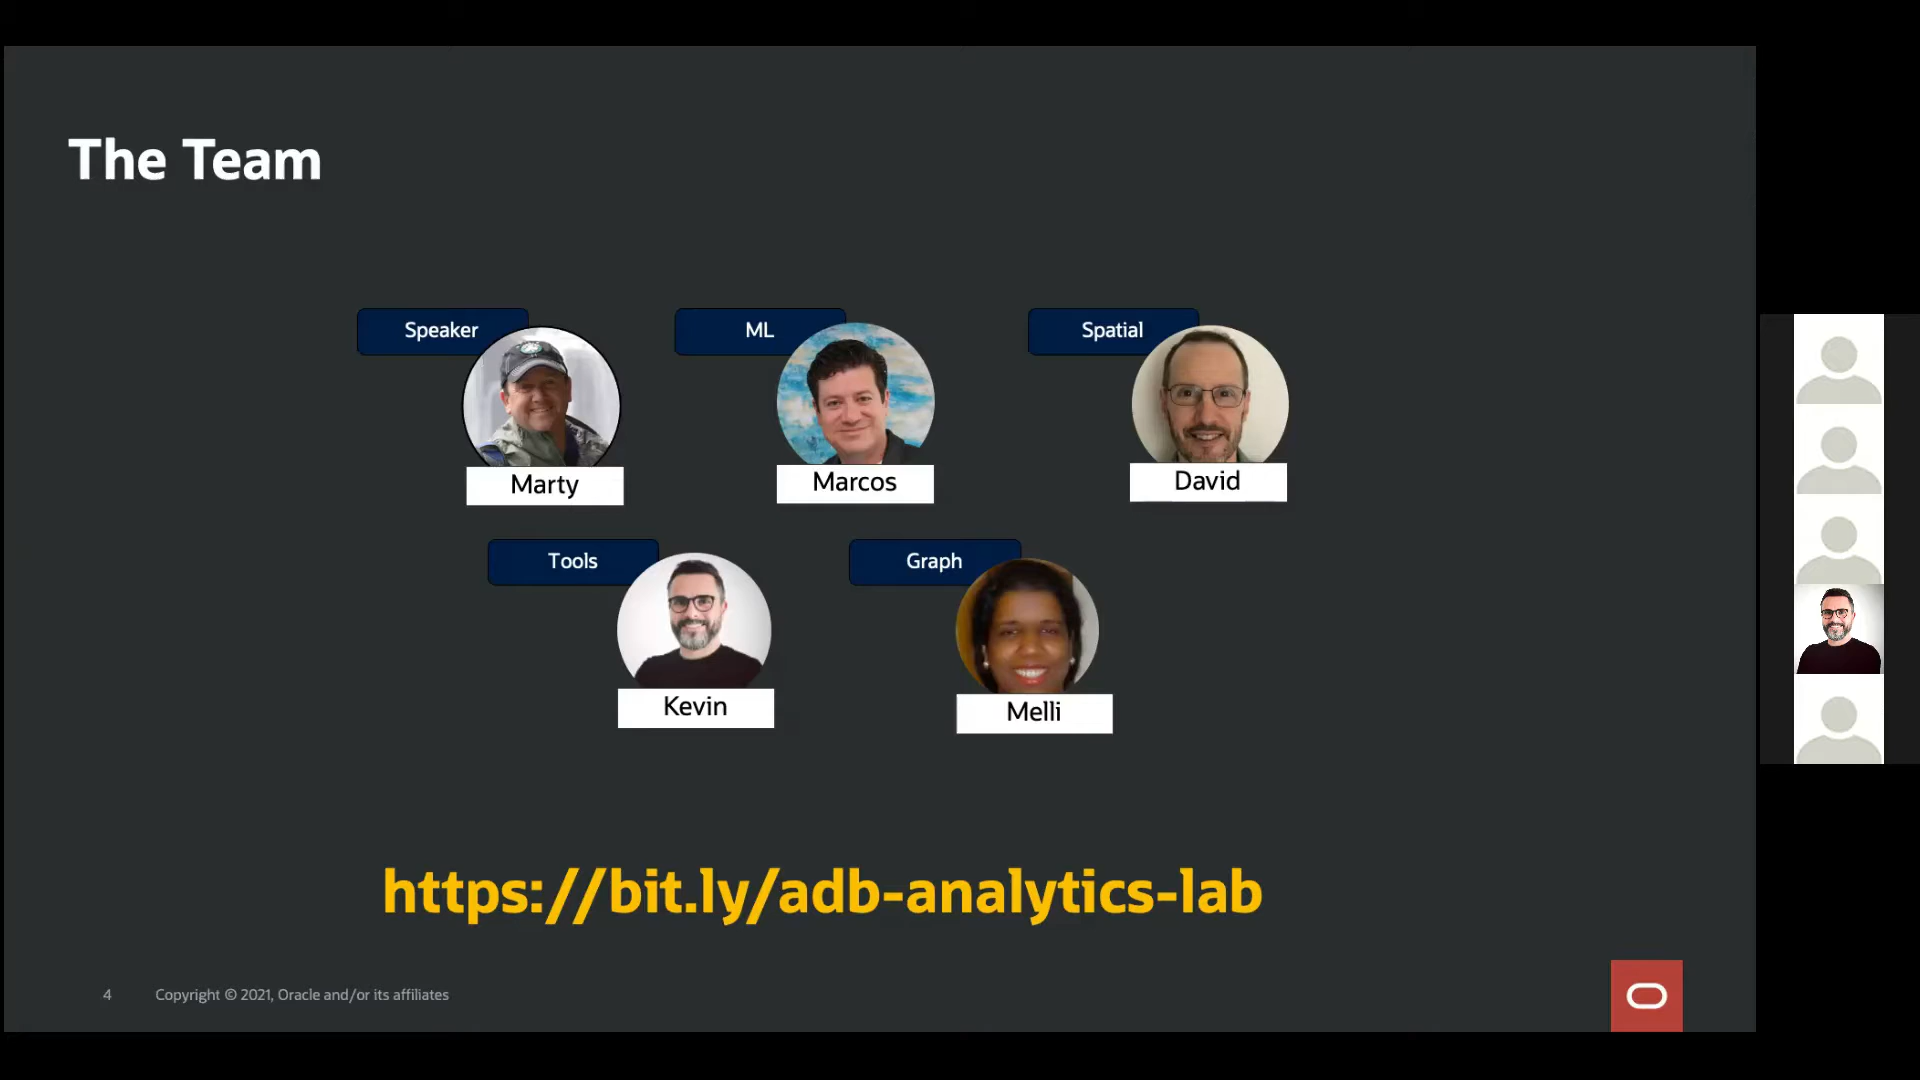 The Team
Speaker
ML
Spatial
Marty
Marcos
David
Tools
Graph
Kevin
Melli
https://bit.ly/adb-analytics-lab
4
Copyright © 2021, Oracle and/or its affiliates